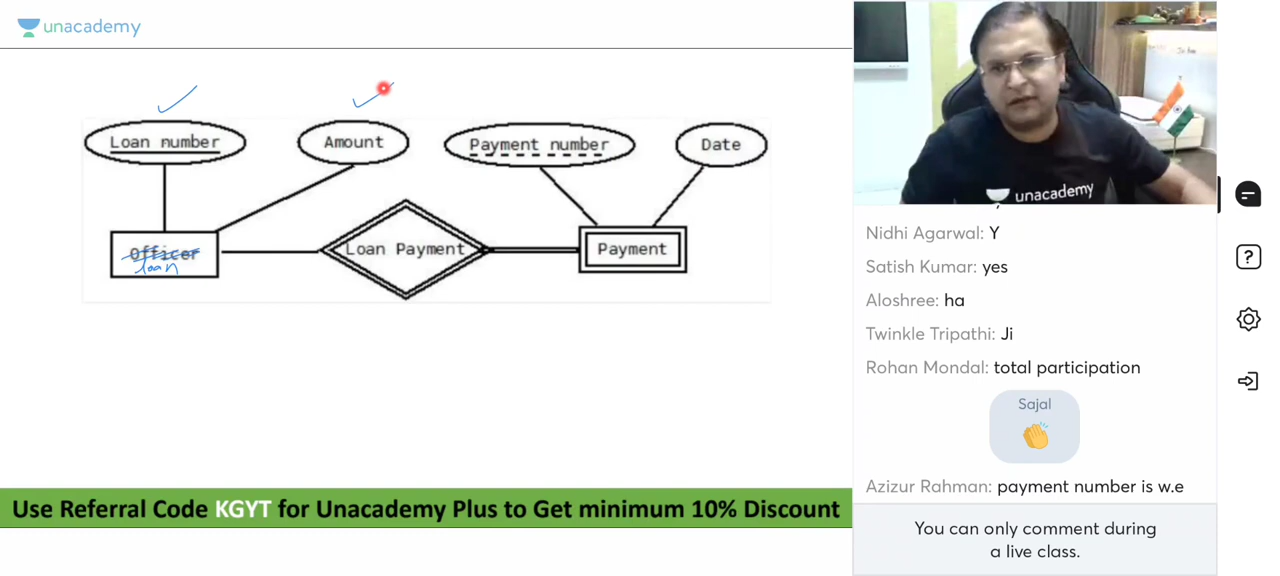 unacademy
Loan number
Amount
Payment number
Date
Officer
loan
Loan Payment
Payment
Use Referral Code KGYT for Unacademy Plus to Get minimum 10% Discount
unacademy
Nidhi Agarwal: Y
Satish Kumar: yes
Aloshree: ha
Twinkle Tripathi: Ji
Rohan Mondal: total participation
Sajal
Azizur Rahman: payment number is w.e
You can only comment during
a live class.